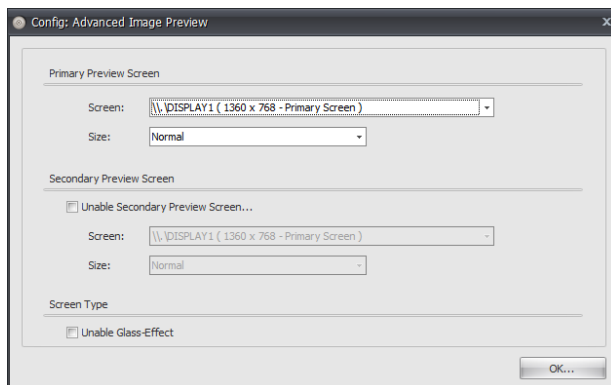 Config: Advanced Image Preview
x
Primary Preview Screen
Screen: \\.\DISPLAY1 ( 1360 x 768 - Primary Screen )
Size: Normal
Secondary Preview Screen
Unable Secondary Preview Screen...
Screen: \\.\DISPLAY1 ( 1360 x 768 - Primary Screen )
Size: Normal
Screen Type
Unable Glass-Effect
OK...